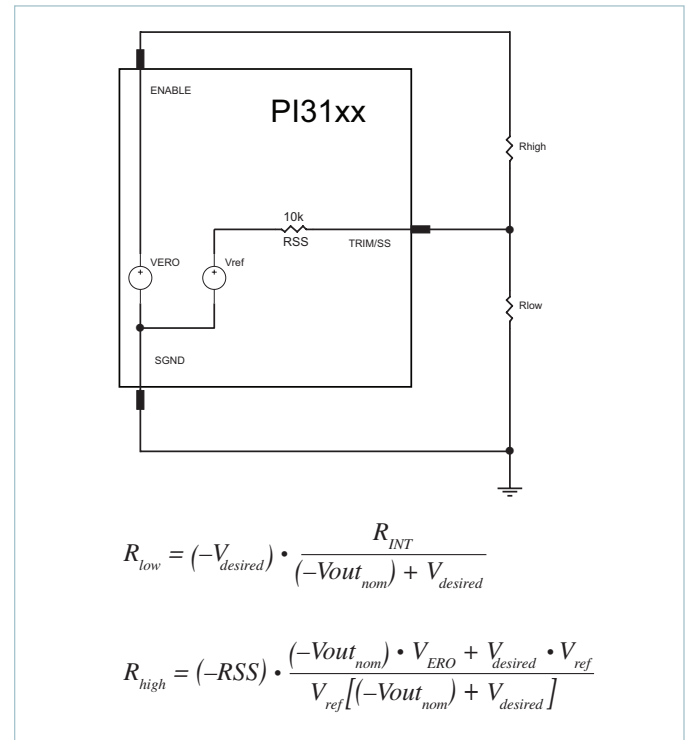 ENABLE
PI31xx
Rhigh
10k
RSS
TRIM/SS
VERO
+
Vref
+
Rlow
SGND
R_low = (–V_desired) • R_INT / ((–Vout_nom) + V_desired)
R_high = (–RSS) • ((–Vout_nom) • V_ERO + V_desired • V_ref) / (V_ref[(–Vout_nom) + V_desired])